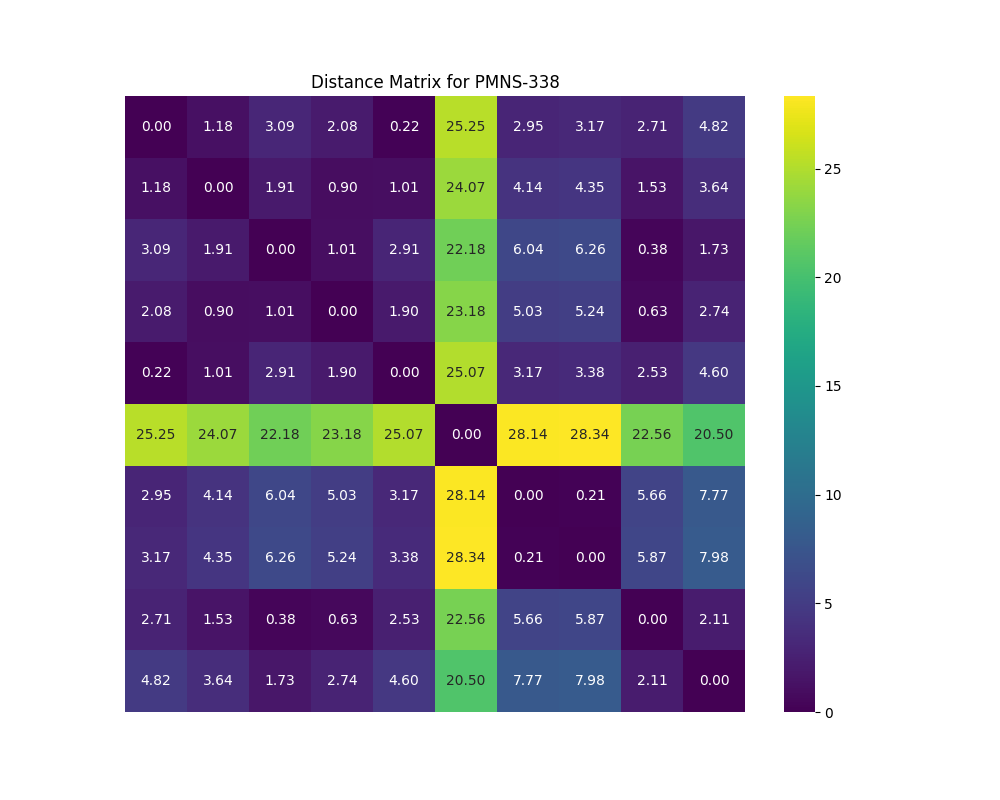 Distance Matrix for PMNS-338
0.00 1.18 3.09 2.08 0.22 25.25 2.95 3.17 2.71 4.82
1.18 0.00 1.91 0.90 1.01 24.07 4.14 4.35 1.53 3.64
3.09 1.91 0.00 1.01 2.91 22.18 6.04 6.26 0.38 1.73
2.08 0.90 1.01 0.00 1.90 23.18 5.03 5.24 0.63 2.74
0.22 1.01 2.91 1.90 0.00 25.07 3.17 3.38 2.53 4.60
25.25 24.07 22.18 23.18 25.07 0.00 28.14 28.34 22.56 20.50
2.95 4.14 6.04 5.03 3.17 28.14 0.00 0.21 5.66 7.77
3.17 4.35 6.26 5.24 3.38 28.34 0.21 0.00 5.87 7.98
2.71 1.53 0.38 0.63 2.53 22.56 5.66 5.87 0.00 2.11
4.82 3.64 1.73 2.74 4.60 20.50 7.77 7.98 2.11 0.00
25
20
15
10
5
0